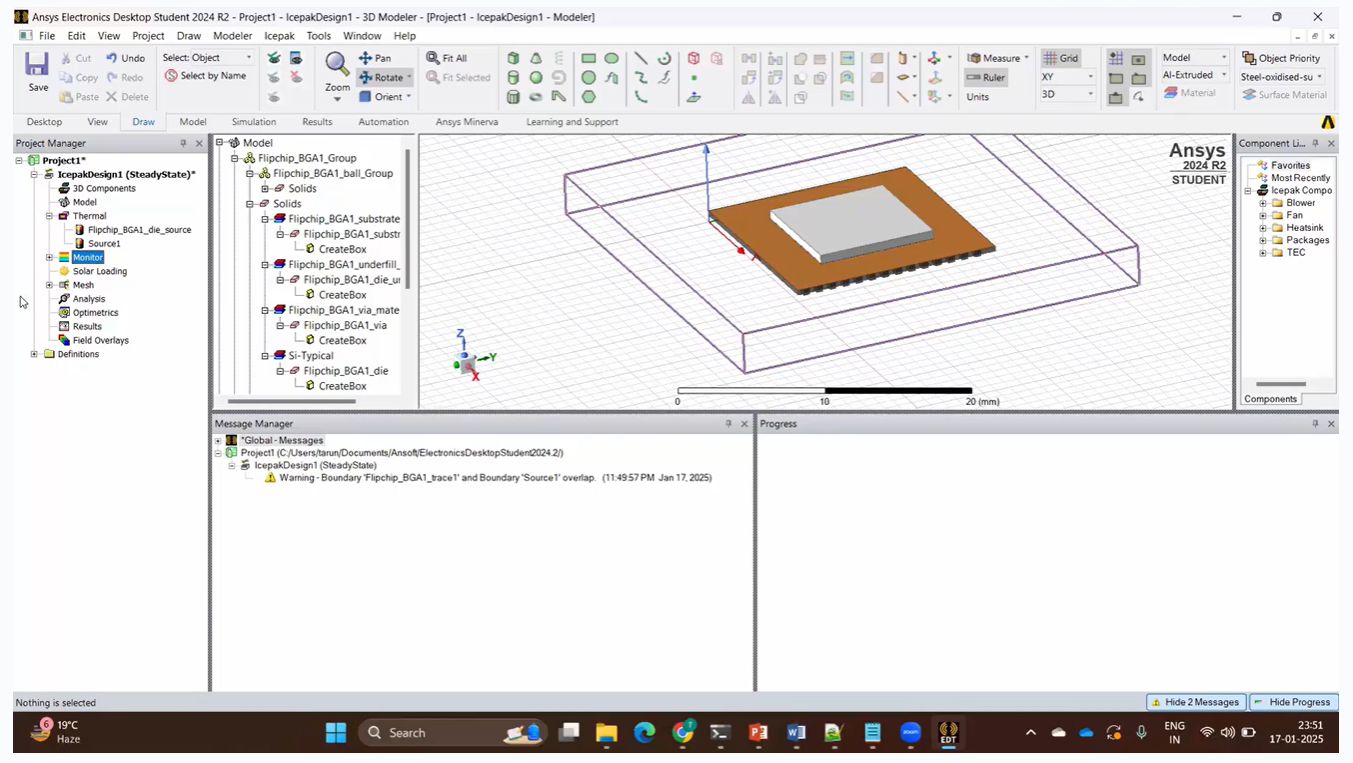 Ansys Electronics Desktop Student 2024 R2 - Project1 - IcepakDesign1 - 3D Modeler - [Project1 - IcepakDesign1 - Modeler]
File Edit View Project Draw Modeler Icepak Tools Window Help
Save
Cut Undo
Copy Redo
Paste Delete
Select: Object
Select by Name
Zoom
Pan
Rotate
Orient
Fit All
Fit Selected
Measure
Ruler
Units
Grid
XY
3D
Model
AI-Extruded
Material
Object Priority
Steel-oxidised-su
Surface Material
Desktop View Draw Model Simulation Results Automation Ansys Minerva Learning and Support
Project Manager
Project1*
IcepakDesign1 (SteadyState)*
3D Components
Model
Thermal
Flipchip_BGA1_die_source
Source1
Monitor
Solar Loading
Mesh
Analysis
Optimetrics
Results
Field Overlays
Definitions
Model
Flipchip_BGA1_Group
Flipchip_BGA1_ball_Group
Solids
Solids
Flipchip_BGA1_substrate
Flipchip_BGA1_substr
CreateBox
Flipchip_BGA1_underfill_
Flipchip_BGA1_die_ur
CreateBox
Flipchip_BGA1_via_mate
Flipchip_BGA1_via
CreateBox
Si-Typical
Flipchip_BGA1_die
CreateBox
Ansys
2024 R2
STUDENT
Z
Y
X
0 10 20 (mm)
Component Li...
Favorites
Most Recently
Icepak Compo
Blower
Fan
Heatsink
Packages
TEC
Components
Message Manager
*Global - Messages
Project1 (C:/Users/tarun/Documents/Ansoft/ElectronicsDesktopStudent2024.2/)
IcepakDesign1 (SteadyState)
Warning - Boundary 'Flipchip_BGA1_trace1' and Boundary 'Source1' overlap. (11:49:57 PM Jan 17, 2025)
Progress
Nothing is selected
Hide 2 Messages
Hide Progress
6
19°C
Haze
Search
T
zoom
EDT
ENG
IN
23:51
17-01-2025